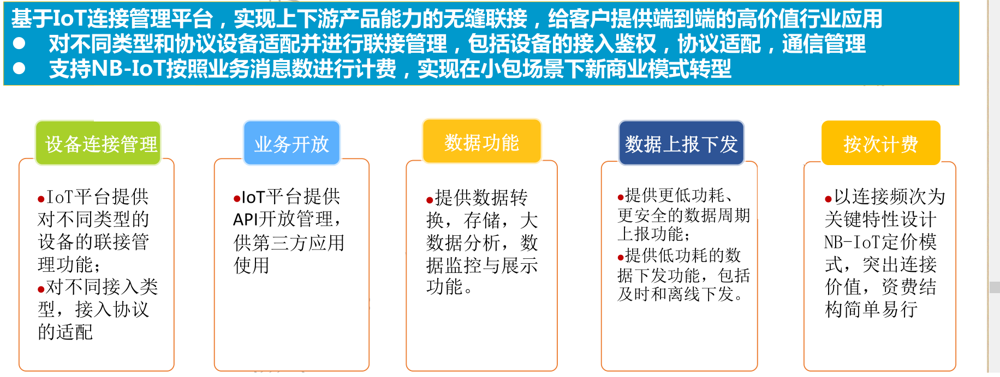 基于IoT连接管理平台，实现上下游产品能力的无缝联接，给客户提供端到端的高价值行业应用
● 对不同类型和协议设备适配并进行联接管理，包括设备的接入鉴权，协议适配，通信管理
● 支持NB-IoT按照业务消息数进行计费，实现在小包场景下新商业模式转型
设备连接管理
●IoT平台提供
对不同类型的
设备的联接管
理功能；
●对不同接入类
型，接入协议
的适配
业务开放
●IoT平台提供
API开放管理，
供第三方应用
使用
数据功能
●提供数据转
换，存储，大
数据分析，数
据监控与展示
功能。
数据上报下发
●提供更低功耗、
更安全的数据周期
上报功能；
●提供低功耗的数
据下发功能，包括
及时和离线下发。
按次计费
●以连接频次为
关键特性设计
NB-IoT定价模
式，突出连接
价值，资费结
构简单易行